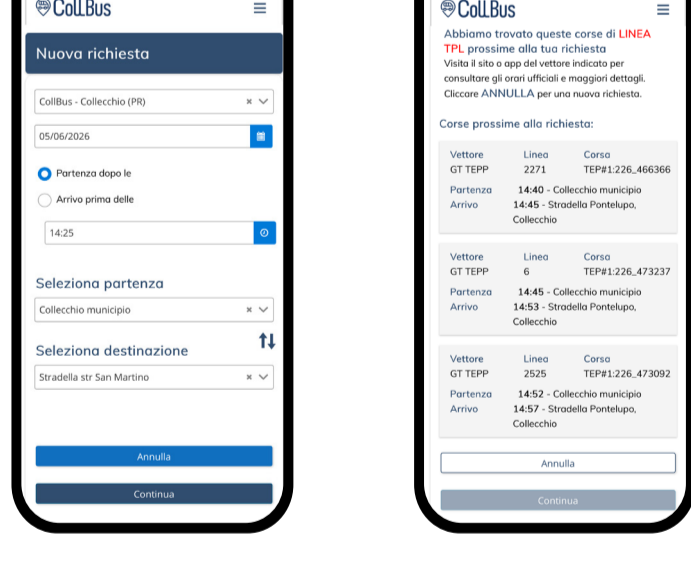 CollBus
Nuova richiesta
CollBus - Collecchio (PR)
05/06/2026
Partenza dopo le
Arrivo prima delle
14:25
Seleziona partenza
Collecchio municipio
Seleziona destinazione
Stradella str San Martino
Annulla
Continua
CollBus
Abbiamo trovato queste corse di LINEA
TPL prossime alla tua richiesta
Visita il sito o app del vettore indicato per
consultare gli orari ufficiali e maggiori dettagli.
Cliccare ANNULLA per una nuova richiesta.
Corse prossime alla richiesta:
Vettore Linea Corsa
GT TEPP 2271 TEP#1:226_466366
Partenza 14:40 - Collecchio municipio
Arrivo 14:45 - Stradella Pontelupo,
Collecchio
Vettore Linea Corsa
GT TEPP 6 TEP#1:226_473237
Partenza 14:45 - Collecchio municipio
Arrivo 14:53 - Stradella Pontelupo,
Collecchio
Vettore Linea Corsa
GT TEPP 2525 TEP#1:226_473092
Partenza 14:52 - Collecchio municipio
Arrivo 14:57 - Stradella Pontelupo,
Collecchio
Annulla
Continua